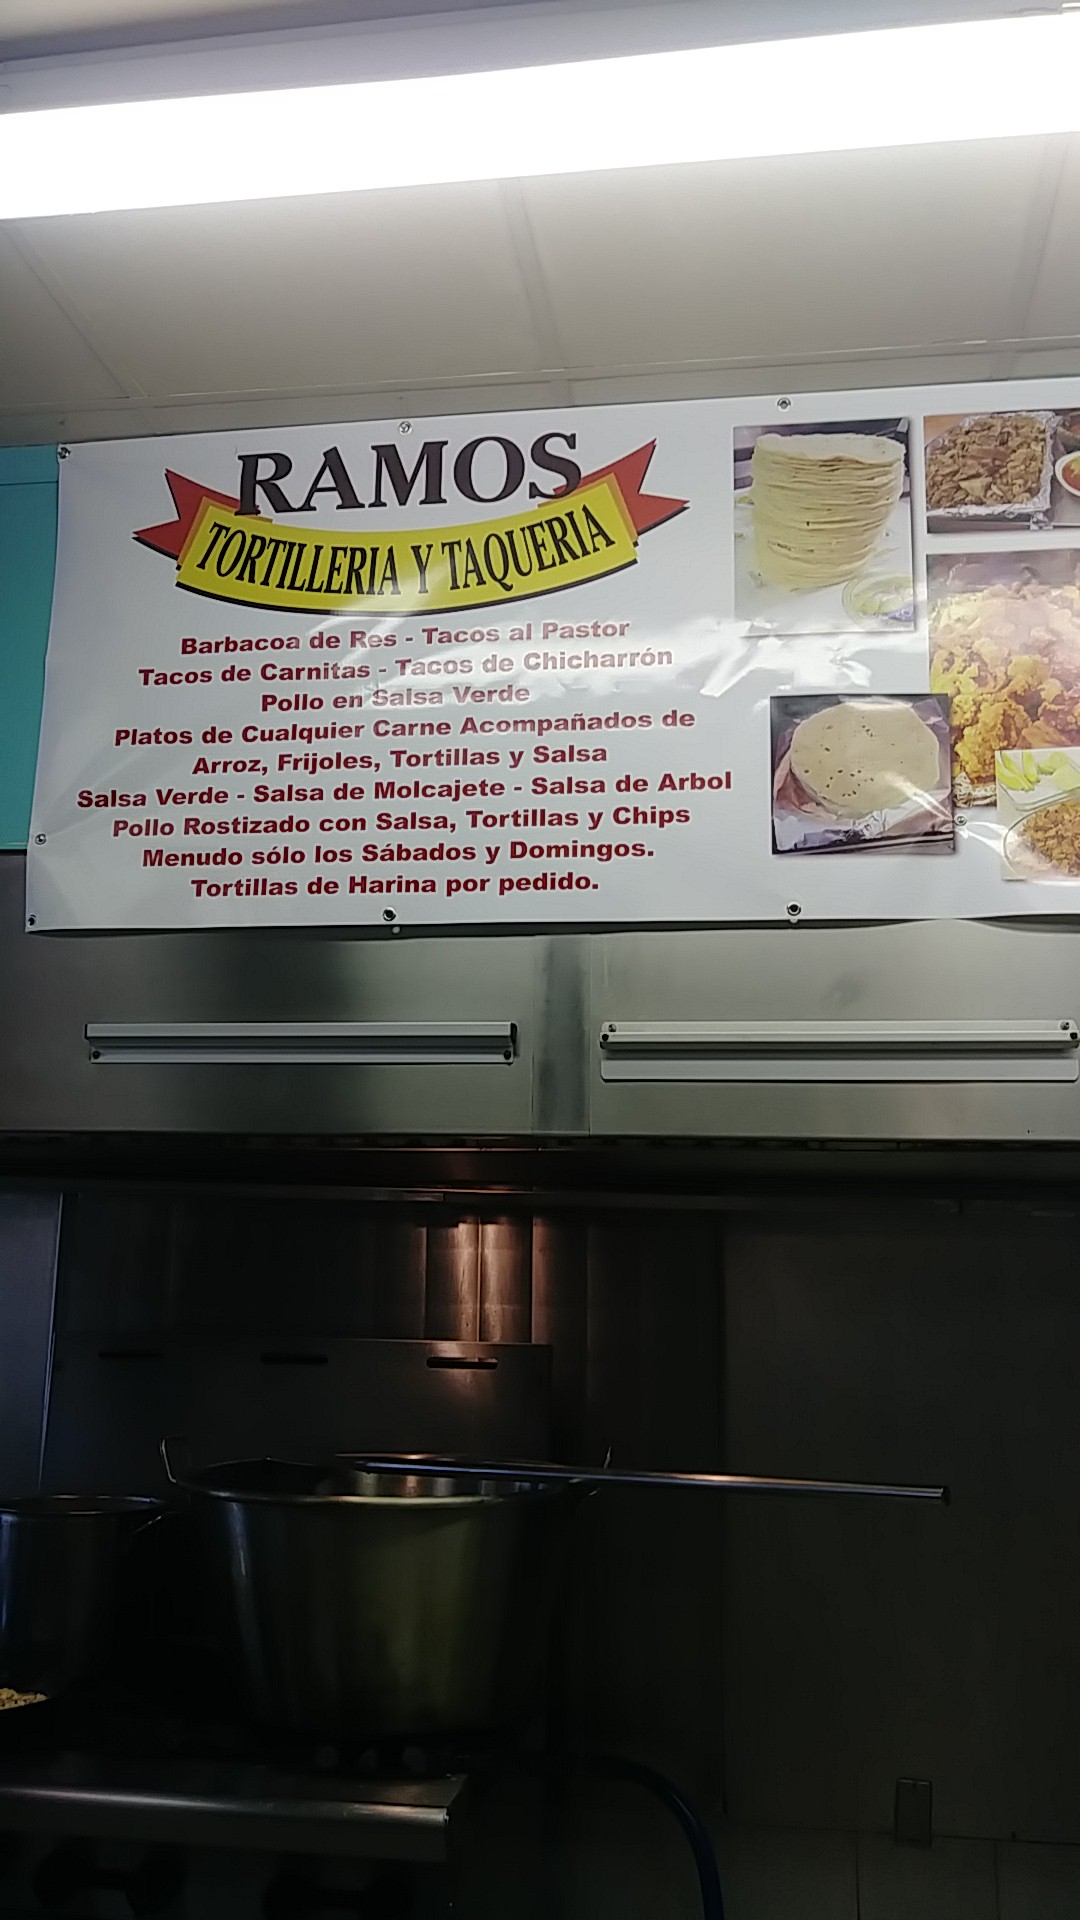 RAMOS
TORTILLERIA Y TAQUERIA
Barbacoa de Res - Tacos al Pastor
Tacos de Carnitas - Tacos de Chicharrón
Pollo en Salsa Verde
Platos de Cualquier Carne Acompañados de
Arroz, Frijoles, Tortillas y Salsa
Salsa Verde - Salsa de Molcajete - Salsa de Arbol
Pollo Rostizado con Salsa, Tortillas y Chips
Menudo sólo los Sábados y Domingos.
Tortillas de Harina por pedido.